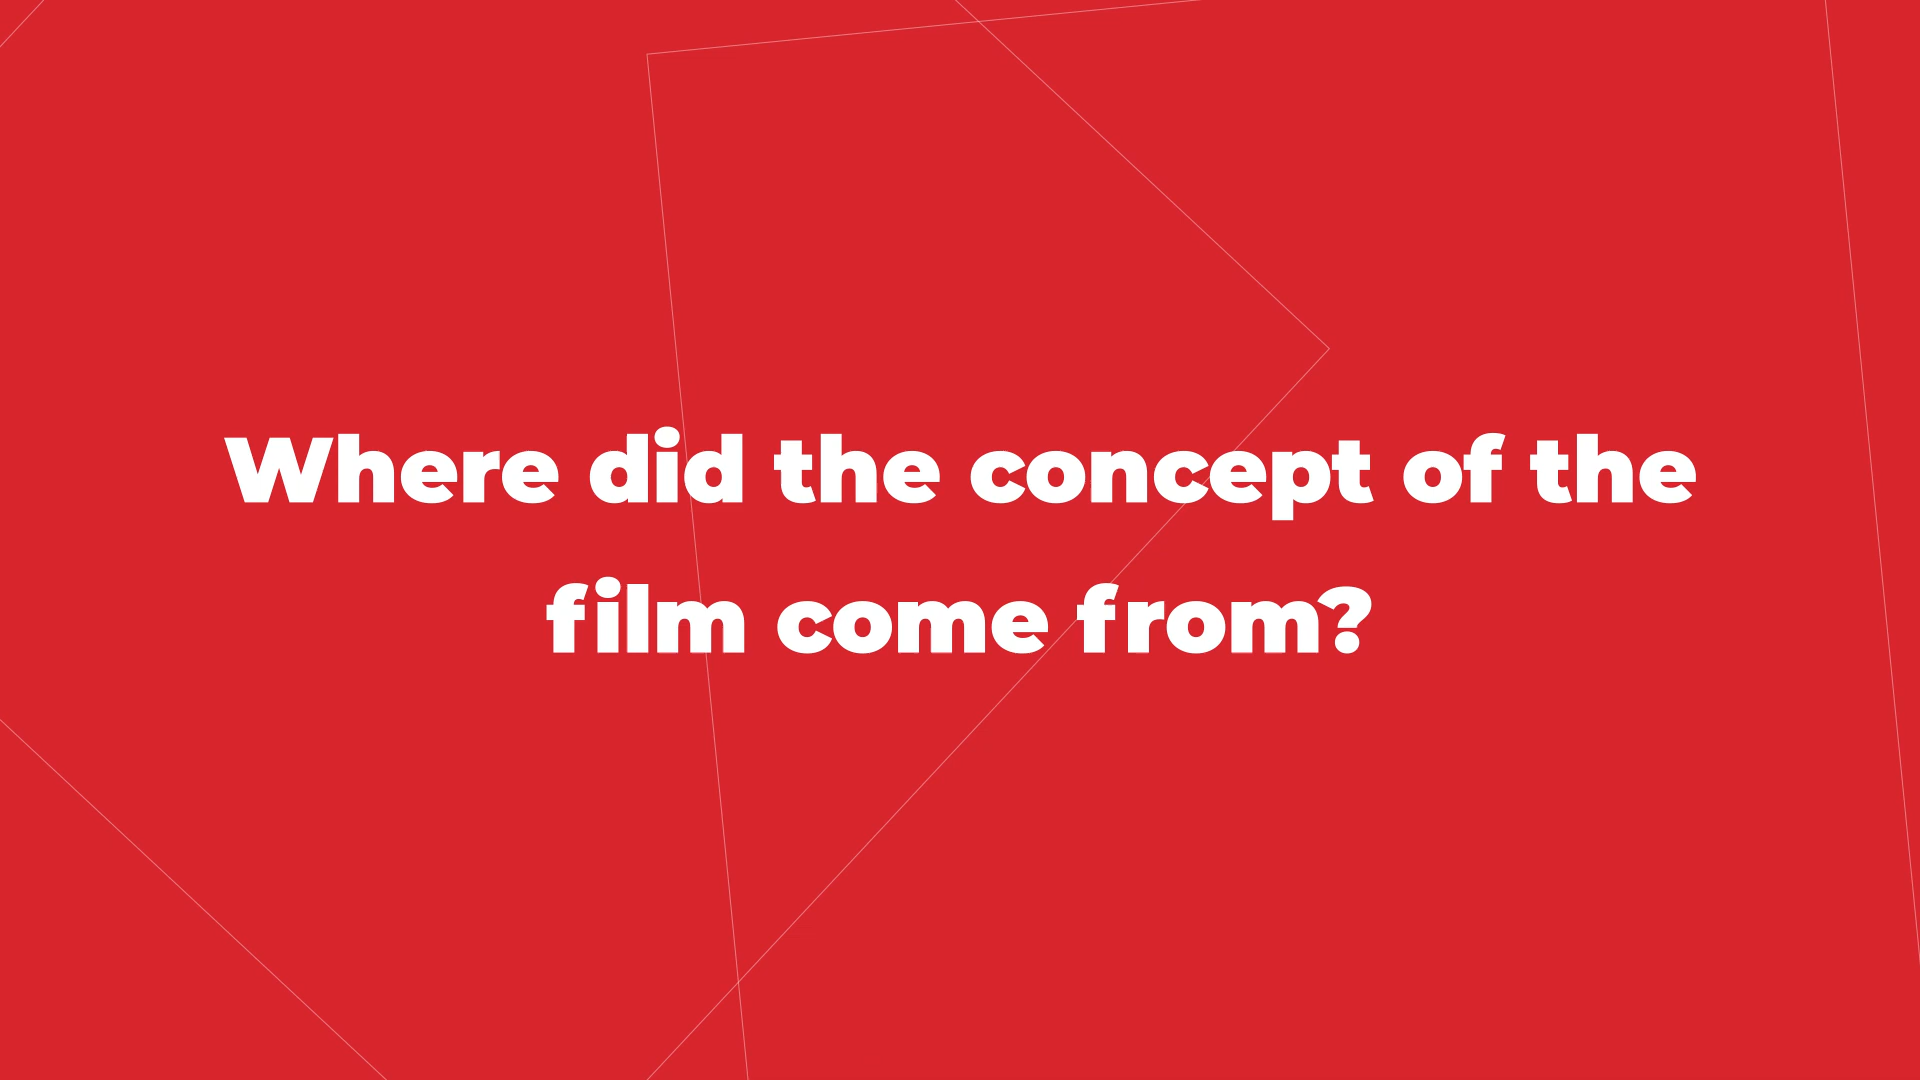 Where did the concept of the
film come from?